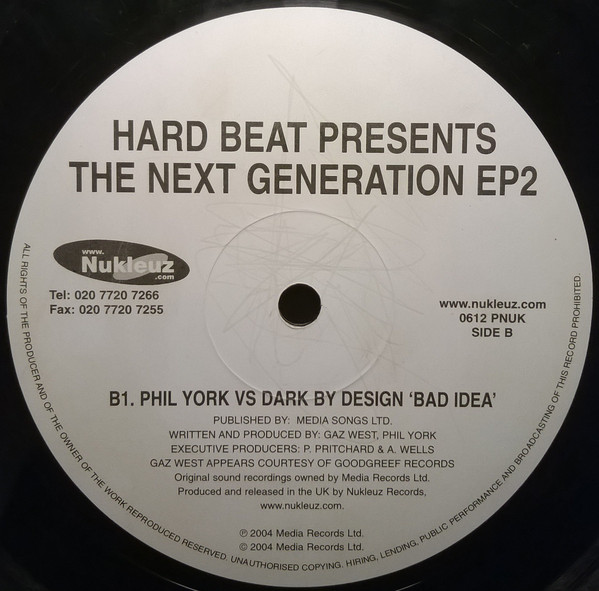 HARD BEAT PRESENTS
THE NEXT GENERATION EP2
www.
Nukleuz
.com
Tel: 020 7720 7266
Fax: 020 7720 7255
www.nukleuz.com
0612 PNUK
SIDE B
B1. PHIL YORK VS DARK BY DESIGN ‘BAD IDEA’
PUBLISHED BY: MEDIA SONGS LTD.
WRITTEN AND PRODUCED BY: GAZ WEST, PHIL YORK
EXECUTIVE PRODUCERS: P. PRITCHARD & A. WELLS
GAZ WEST APPEARS COURTESY OF GOODGREEF RECORDS
Original sound recordings owned by Media Records Ltd.
Produced and released in the UK by Nukleuz Records,
www.nukleuz.com.
℗ 2004 Media Records Ltd.
© 2004 Media Records Ltd.
ALL RIGHTS OF THE PRODUCER AND OF THE OWNER OF THE WORK REPRODUCED RESERVED. UNAUTHORISED COPYING. HIRING, LENDING, PUBLIC PERFORMANCE AND BROADCASTING OF THIS RECORD PROHIBITED.